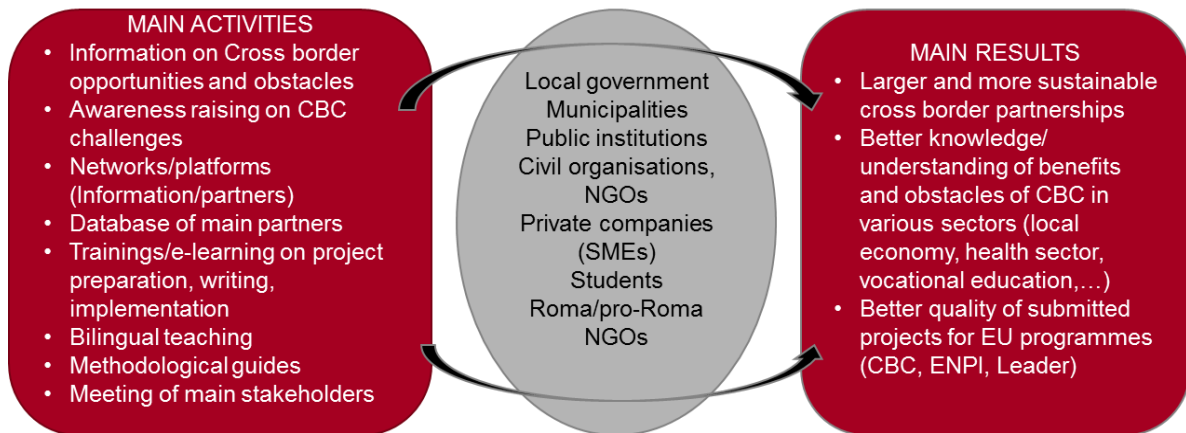 MAIN ACTIVITIES
• Information on Cross border
opportunities and obstacles
• Awareness raising on CBC
challenges
• Networks/platforms
(Information/partners)
• Database of main partners
• Trainings/e-learning on project
preparation, writing,
implementation
• Bilingual teaching
• Methodological guides
• Meeting of main stakeholders
Local government
Municipalities
Public institutions
Civil organisations,
NGOs
Private companies
(SMEs)
Students
Roma/pro-Roma
NGOs
MAIN RESULTS
• Larger and more sustainable
cross border partnerships
• Better knowledge/
understanding of benefits
and obstacles of CBC in
various sectors (local
economy, health sector,
vocational education,…)
• Better quality of submitted
projects for EU programmes
(CBC, ENPI, Leader)